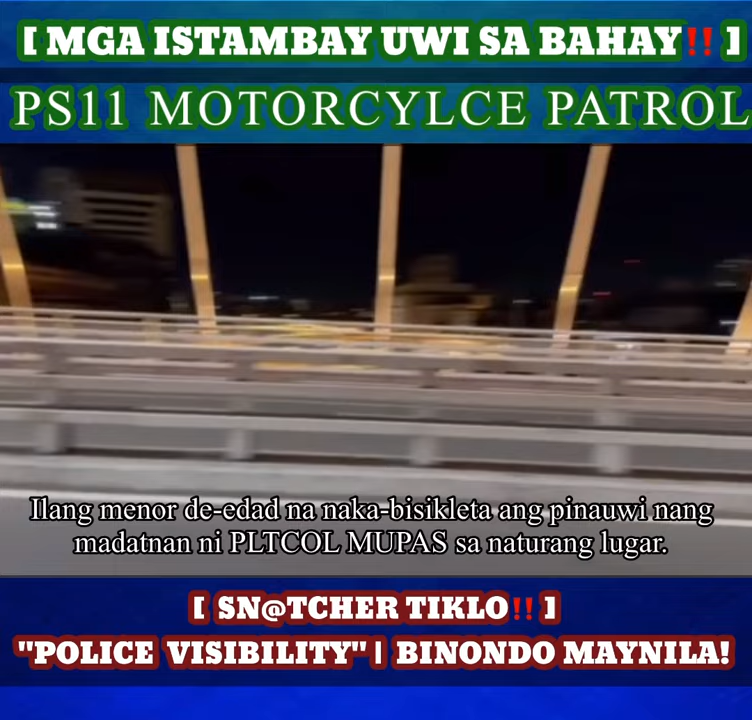 [ MGA ISTAMBAY UWI SA BAHAY‼️ ]
PS11 MOTORCYLCE PATROL
Ilang menor de-edad na naka-bisikleta ang pinauwi nang
madatnan ni PLTCOL MUPAS sa naturang lugar.
[ SN@TCHER TIKLO‼️ ]
"POLICE VISIBILITY" | BINONDO MAYNILA!